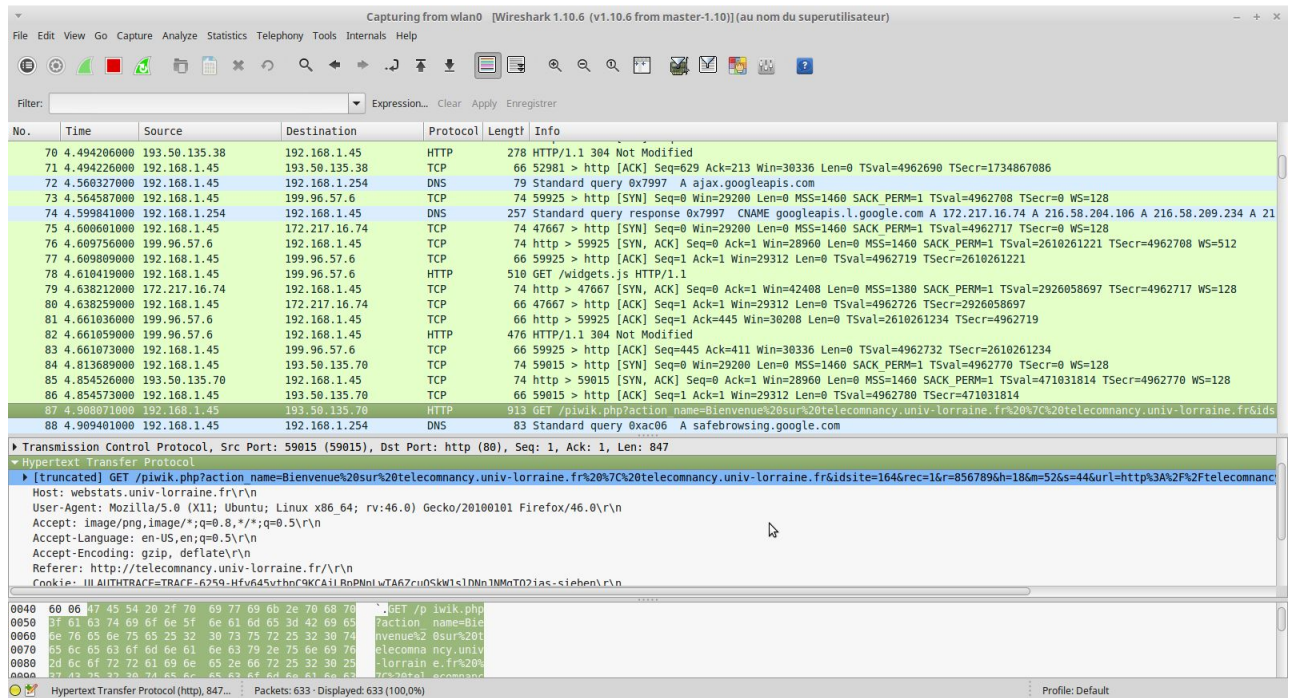 Capturing from wlan0 [Wireshark 1.10.6 (v1.10.6 from master-1.10)] (au nom du superutilisateur)
File Edit View Go Capture Analyze Statistics Telephony Tools Internals Help
Filter: Expression... Clear Apply Enregistrer
No. Time Source Destination Protocol Length Info
70 4.494206000 193.50.135.38 192.168.1.45 HTTP 278 HTTP/1.1 304 Not Modified
71 4.494226000 192.168.1.45 193.50.135.38 TCP 66 52981 > http [ACK] Seq=629 Ack=213 Win=30336 Len=0 TSval=4962690 TSecr=1734867086
72 4.560327000 192.168.1.45 192.168.1.254 DNS 79 Standard query 0x7997 A ajax.googleapis.com
73 4.564587000 192.168.1.45 199.96.57.6 TCP 74 59925 > http [SYN] Seq=0 Win=29200 Len=0 MSS=1460 SACK_PERM=1 TSval=4962708 TSecr=0 WS=128
74 4.599841000 192.168.1.254 192.168.1.45 DNS 257 Standard query response 0x7997 CNAME googleapis.l.google.com A 172.217.16.74 A 216.58.204.106 A 216.58.209.234 A 21
75 4.600601000 192.168.1.45 172.217.16.74 TCP 74 47667 > http [SYN] Seq=0 Win=29200 Len=0 MSS=1460 SACK_PERM=1 TSval=4962717 TSecr=0 WS=128
76 4.609756000 199.96.57.6 192.168.1.45 TCP 74 http > 59925 [SYN, ACK] Seq=0 Ack=1 Win=28960 Len=0 MSS=1460 SACK_PERM=1 TSval=2610261221 TSecr=4962708 WS=512
77 4.609809000 192.168.1.45 199.96.57.6 TCP 66 59925 > http [ACK] Seq=1 Ack=1 Win=29312 Len=0 TSval=4962719 TSecr=2610261221
78 4.610419000 192.168.1.45 199.96.57.6 HTTP 510 GET /widgets.js HTTP/1.1
79 4.638212000 172.217.16.74 192.168.1.45 TCP 74 http > 47667 [SYN, ACK] Seq=0 Ack=1 Win=42408 Len=0 MSS=1380 SACK_PERM=1 TSval=2926058697 TSecr=4962717 WS=128
80 4.638259000 192.168.1.45 172.217.16.74 TCP 66 47667 > http [ACK] Seq=1 Ack=1 Win=29312 Len=0 TSval=4962726 TSecr=2926058697
81 4.661036000 199.96.57.6 192.168.1.45 TCP 66 http > 59925 [ACK] Seq=1 Ack=445 Win=30208 Len=0 TSval=2610261234 TSecr=4962719
82 4.661059000 199.96.57.6 192.168.1.45 HTTP 476 HTTP/1.1 304 Not Modified
83 4.661073000 192.168.1.45 199.96.57.6 TCP 66 59925 > http [ACK] Seq=445 Ack=411 Win=30336 Len=0 TSval=4962732 TSecr=2610261234
84 4.813689000 192.168.1.45 193.50.135.70 TCP 74 59015 > http [SYN] Seq=0 Win=29200 Len=0 MSS=1460 SACK_PERM=1 TSval=4962770 TSecr=0 WS=128
85 4.854526000 193.50.135.70 192.168.1.45 TCP 74 http > 59015 [SYN, ACK] Seq=0 Ack=1 Win=28960 Len=0 MSS=1460 SACK_PERM=1 TSval=471031814 TSecr=4962770 WS=128
86 4.854573000 192.168.1.45 193.50.135.70 TCP 66 59015 > http [ACK] Seq=1 Ack=1 Win=29312 Len=0 TSval=4962780 TSecr=471031814
87 4.908071000 192.168.1.45 193.50.135.70 HTTP 913 GET /piwik.php?action_name=Bienvenue%20sur%20telecomnancy.univ-lorraine.fr%20%7C%20telecomnancy.univ-lorraine.fr&ids
88 4.909401000 192.168.1.45 192.168.1.254 DNS 83 Standard query 0xac06 A safebrowsing.google.com
Transmission Control Protocol, Src Port: 59015 (59015), Dst Port: http (80), Seq: 1, Ack: 1, Len: 847
Hypertext Transfer Protocol
[truncated] GET /piwik.php?action_name=Bienvenue%20sur%20telecomnancy.univ-lorraine.fr%20%7C%20telecomnancy.univ-lorraine.fr&idsite=164&rec=1&r=856789&h=18&m=52&s=44&url=http%3A%2F%2Ftelecomnancy
Host: webstats.univ-lorraine.fr\r\n
User-Agent: Mozilla/5.0 (X11; Ubuntu; Linux x86_64; rv:46.0) Gecko/20100101 Firefox/46.0\r\n
Accept: image/png,image/*;q=0.8,*/*;q=0.5\r\n
Accept-Language: en-US,en;q=0.5\r\n
Accept-Encoding: gzip, deflate\r\n
Referer: http://telecomnancy.univ-lorraine.fr/\r\n
0040 60 06 47 45 54 20 2f 70 69 77 69 6b 2e 70 68 70 `.GET /p iwik.php
0050 3f 61 63 74 69 6f 6e 5f 6e 61 6d 65 3d 42 69 65 ?action_ name=Bie
0060 6e 76 65 6e 75 65 25 32 30 73 75 72 25 32 30 74 nvenue%2 0sur%20t
0070 65 6c 65 63 6f 6d 6e 61 6e 63 79 2e 75 6e 69 76 elecomna ncy.univ
0080 2d 6c 6f 72 72 61 69 6e 65 2e 66 72 25 32 30 25 -lorrain e.fr%20%
Hypertext Transfer Protocol (http), 847... Packets: 633 · Displayed: 633 (100,0%) Profile: Default